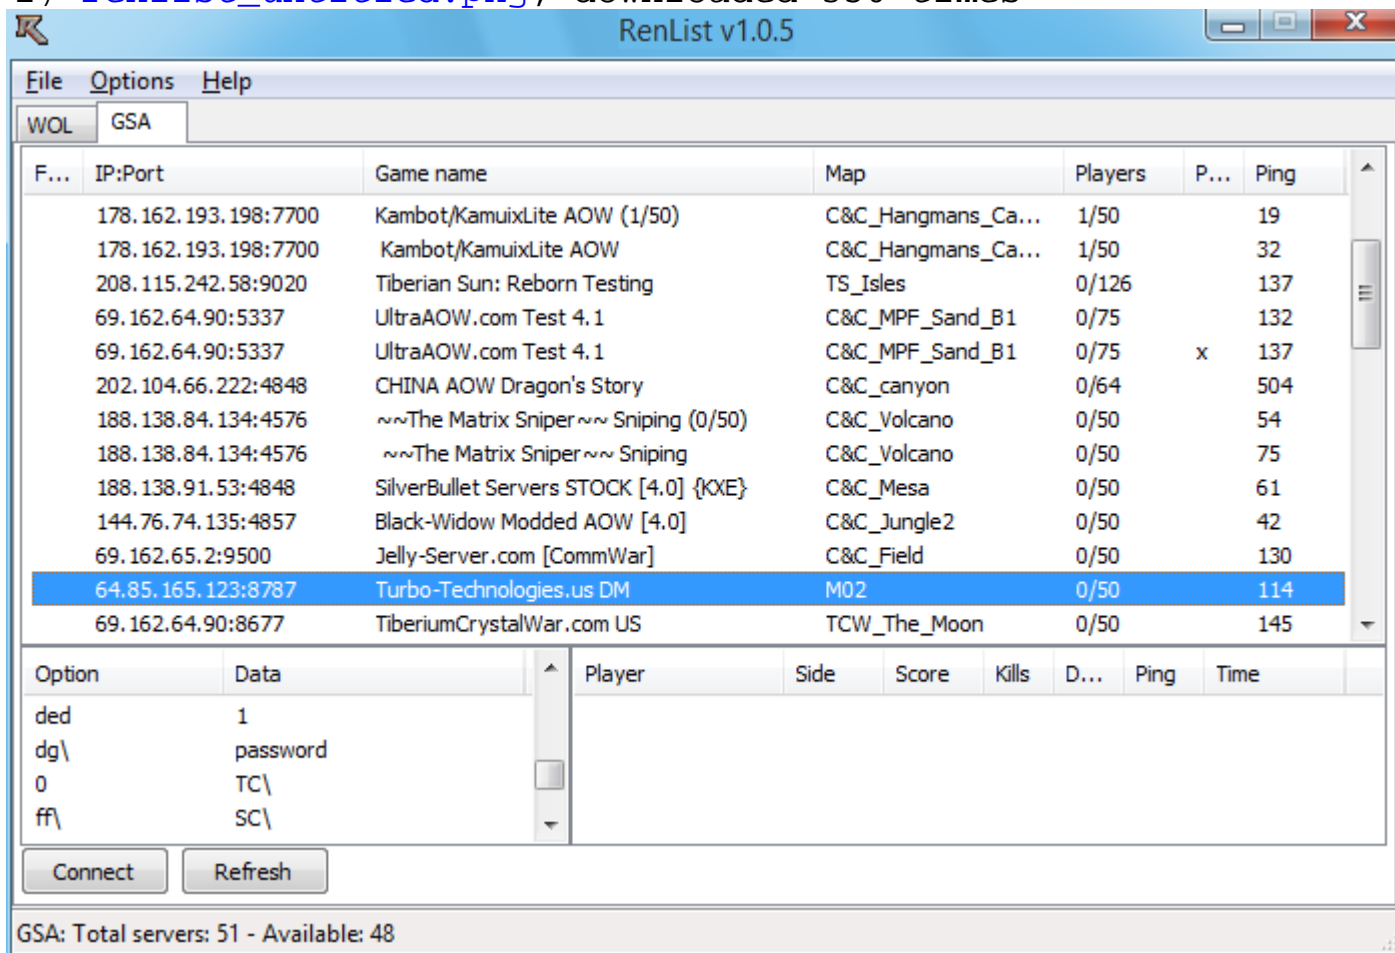 RenList v1.0.5
File Options Help
WOL GSA
F... IP:Port Game name Map Players P... Ping
178.162.193.198:7700 Kambot/KamuixLite AOW (1/50) C&C_Hangmans_Ca... 1/50 19
178.162.193.198:7700 Kambot/KamuixLite AOW C&C_Hangmans_Ca... 1/50 32
208.115.242.58:9020 Tiberian Sun: Reborn Testing TS_Isles 0/126 137
69.162.64.90:5337 UltraAOW.com Test 4.1 C&C_MPF_Sand_B1 0/75 132
69.162.64.90:5337 UltraAOW.com Test 4.1 C&C_MPF_Sand_B1 0/75 x 137
202.104.66.222:4848 CHINA AOW Dragon's Story C&C_canyon 0/64 504
188.138.84.134:4576 ~~The Matrix Sniper~~ Sniping (0/50) C&C_Volcano 0/50 54
188.138.84.134:4576 ~~The Matrix Sniper~~ Sniping C&C_Volcano 0/50 75
188.138.91.53:4848 SilverBullet Servers STOCK [4.0] {KXE} C&C_Mesa 0/50 61
144.76.74.135:4857 Black-Widow Modded AOW [4.0] C&C_Jungle2 0/50 42
69.162.65.2:9500 Jelly-Server.com [CommWar] C&C_Field 0/50 130
64.85.165.123:8787 Turbo-Technologies.us DM M02 0/50 114
69.162.64.90:8677 TiberiumCrystalWar.com US TCW_The_Moon 0/50 145
Option Data Player Side Score Kills D... Ping Time
ded 1
dg\ password
0 TC\
ff\ SC\
Connect Refresh
GSA: Total servers: 51 - Available: 48